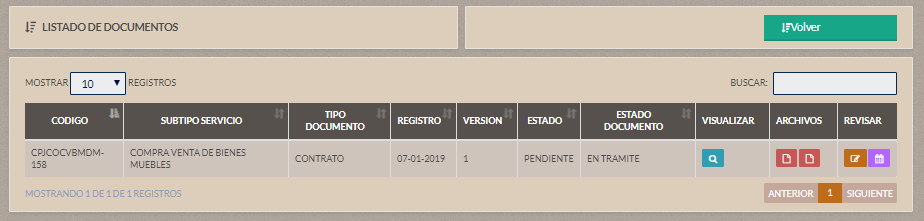 LISTADO DE DOCUMENTOS
Volver
MOSTRAR 10 REGISTROS
BUSCAR:
CODIGO SUBTIPO SERVICIO TIPO DOCUMENTO REGISTRO VERSION ESTADO ESTADO DOCUMENTO VISUALIZAR ARCHIVOS REVISAR
CPJCOCVBMDM-158 COMPRA VENTA DE BIENES MUEBLES CONTRATO 07-01-2019 1 PENDIENTE EN TRAMITE
MOSTRANDO 1 DE 1 DE 1 REGISTROS
ANTERIOR 1 SIGUIENTE